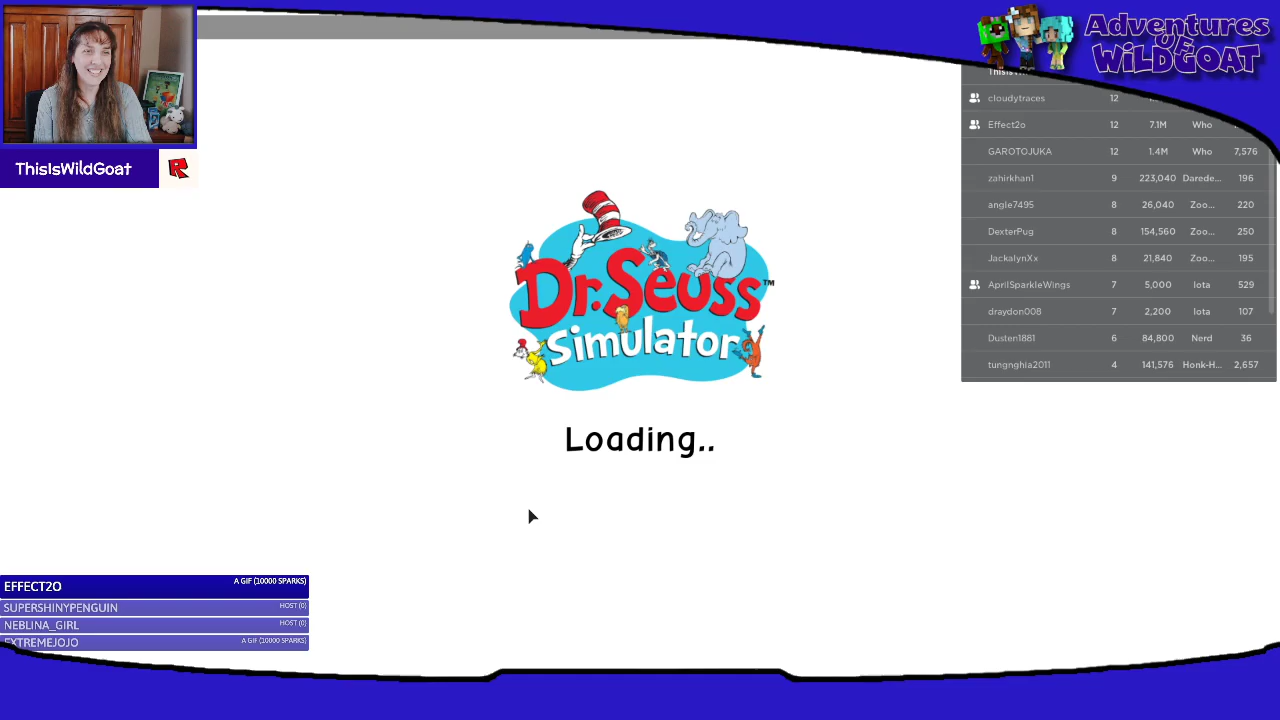 Adventures
OF
WiLDGOAT
ThisIsWildGoat
cloudytraces 12
Effect2o 12 7.1M Who
GAROTOJUKA 12 1.4M Who 7,576
zahirkhan1 9 223,040 Darede... 196
angle7495 8 26,040 Zoo... 220
DexterPug 8 154,560 Zoo... 250
JackalynXx 8 21,840 Zoo... 195
AprilSparkleWings 7 5,000 Iota 529
draydon008 7 2,200 Iota 107
Dusten1881 6 84,800 Nerd 36
tungnghia2011 4 141,576 Honk-H... 2,657
Dr. Seuss™
Simulator
Loading..
EFFECT2O A GIF (10000 SPARKS)
SUPERSHINYPENGUIN HOST (0)
NEBLINA_GIRL HOST (0)
EXTREMEJOJO A GIF (10000 SPARKS)